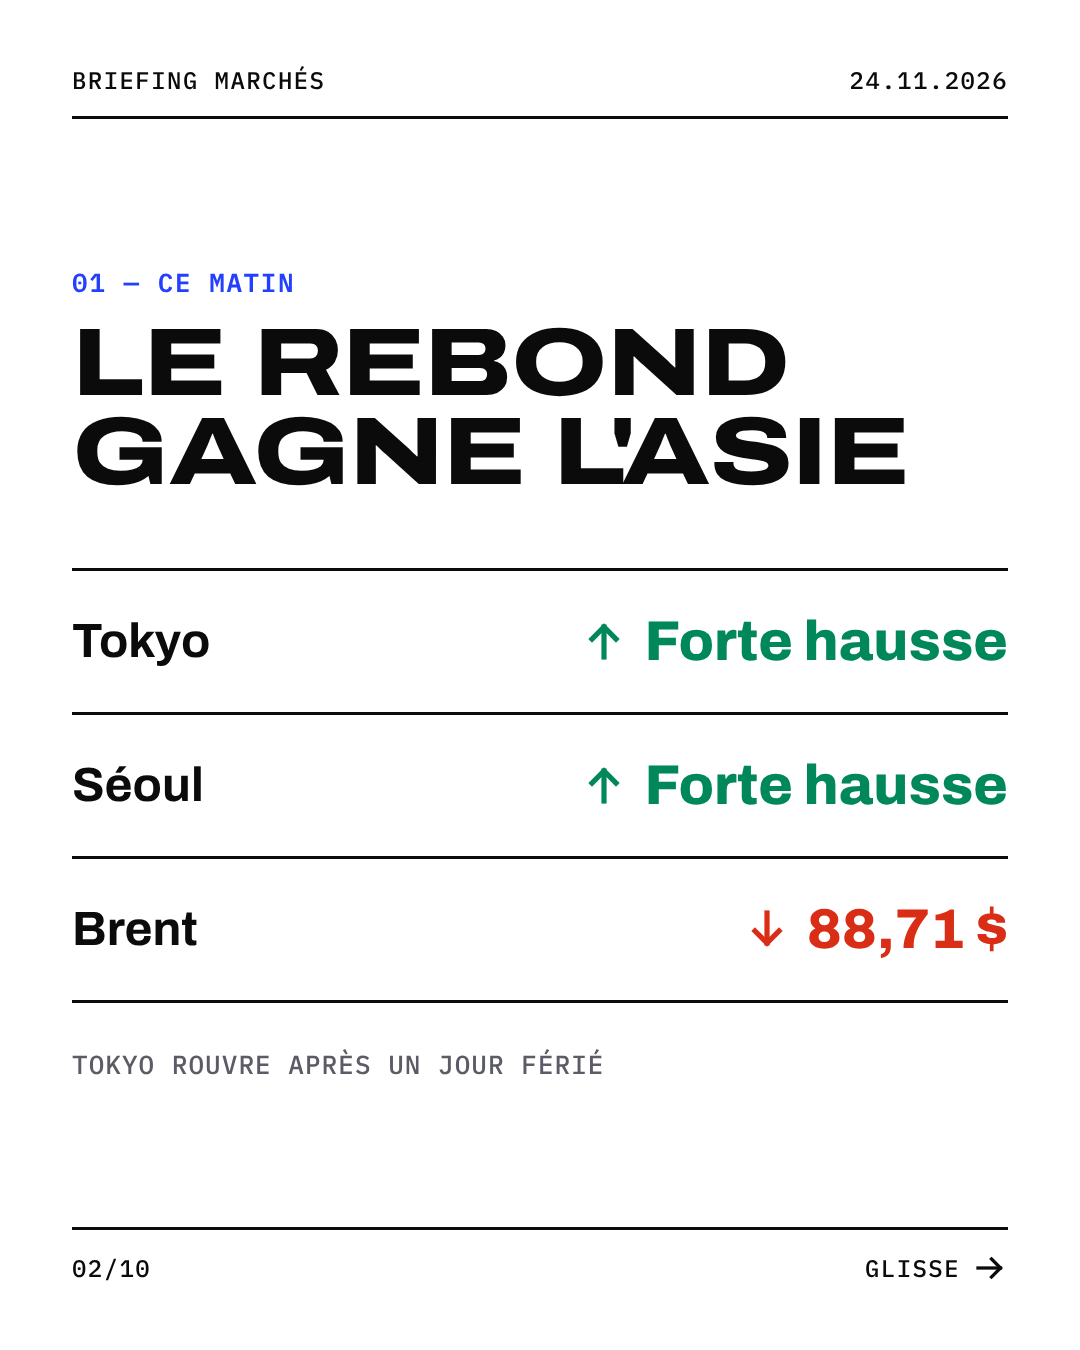 BRIEFING MARCHÉS 24.11.2026
01 — CE MATIN
LE REBOND
GAGNE L'ASIE
Tokyo ↑ Forte hausse
Séoul ↑ Forte hausse
Brent ↓ 88,71 $
TOKYO ROUVRE APRÈS UN JOUR FÉRIÉ
02/10 GLISSE →